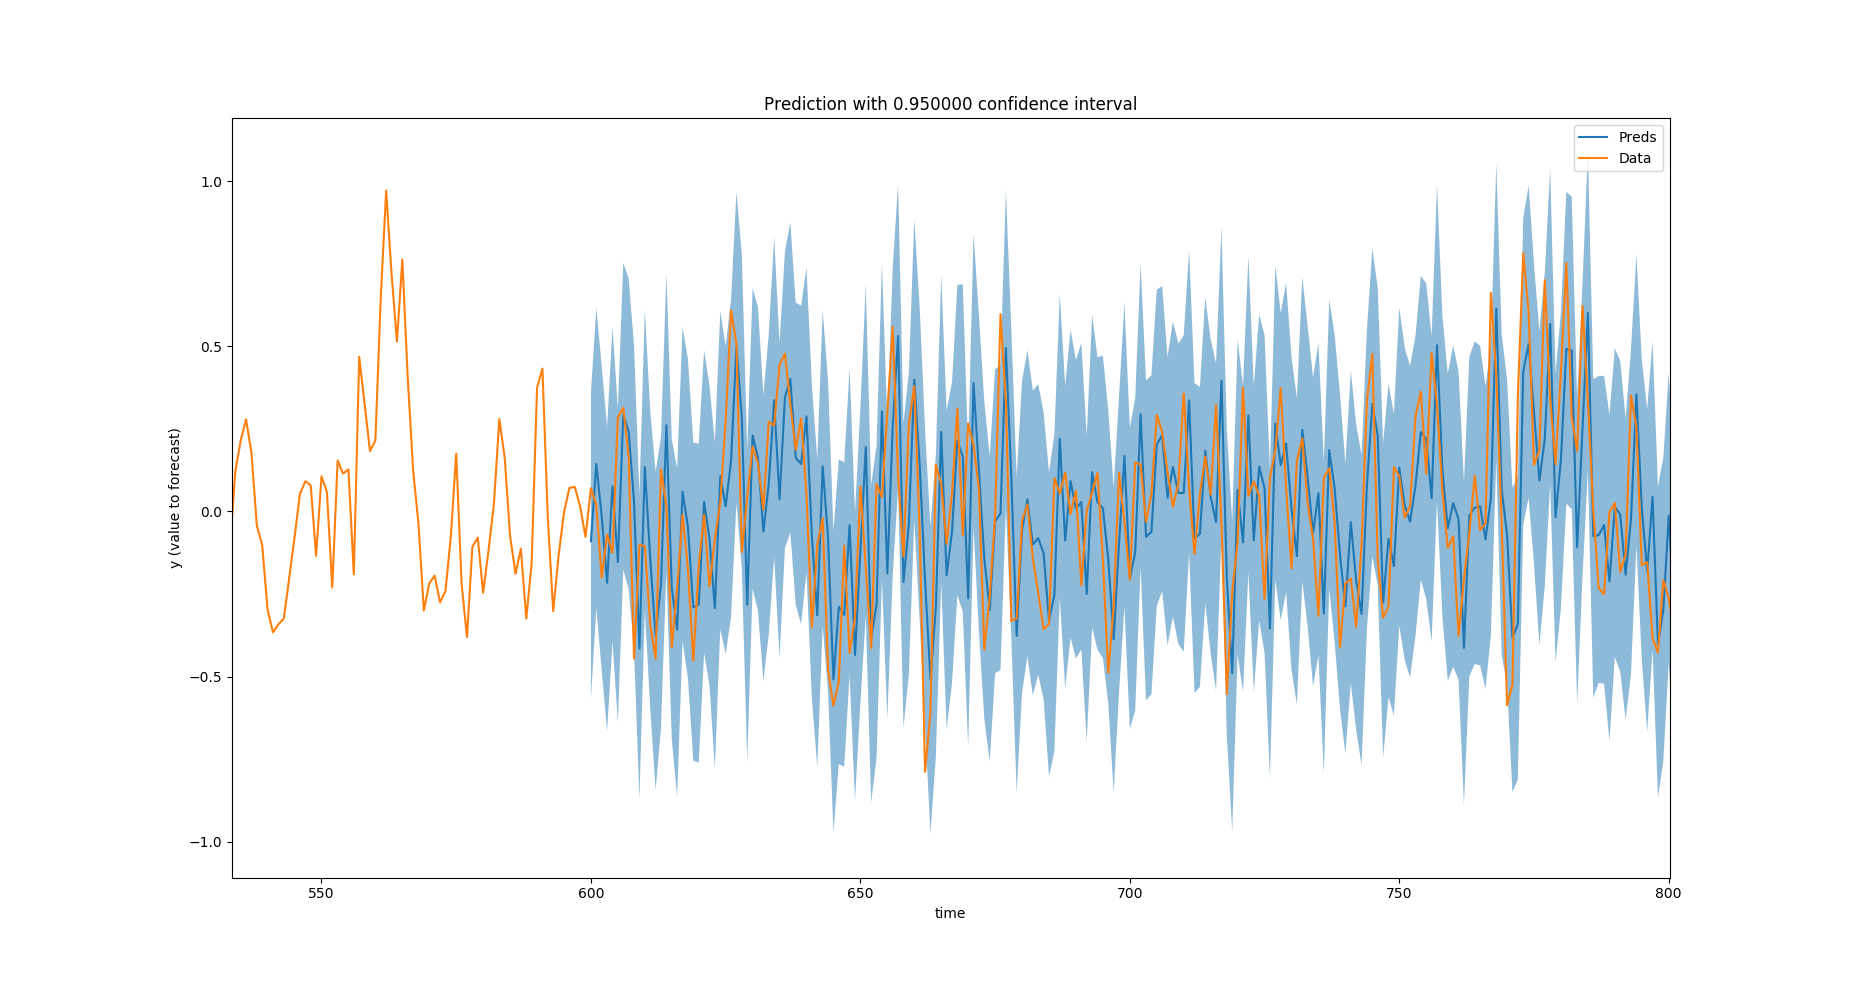 Prediction with 0.950000 confidence interval
Preds
Data
1.0
0.5
0.0
−0.5
−1.0
y (value to forecast)
550
600
650
700
750
800
time